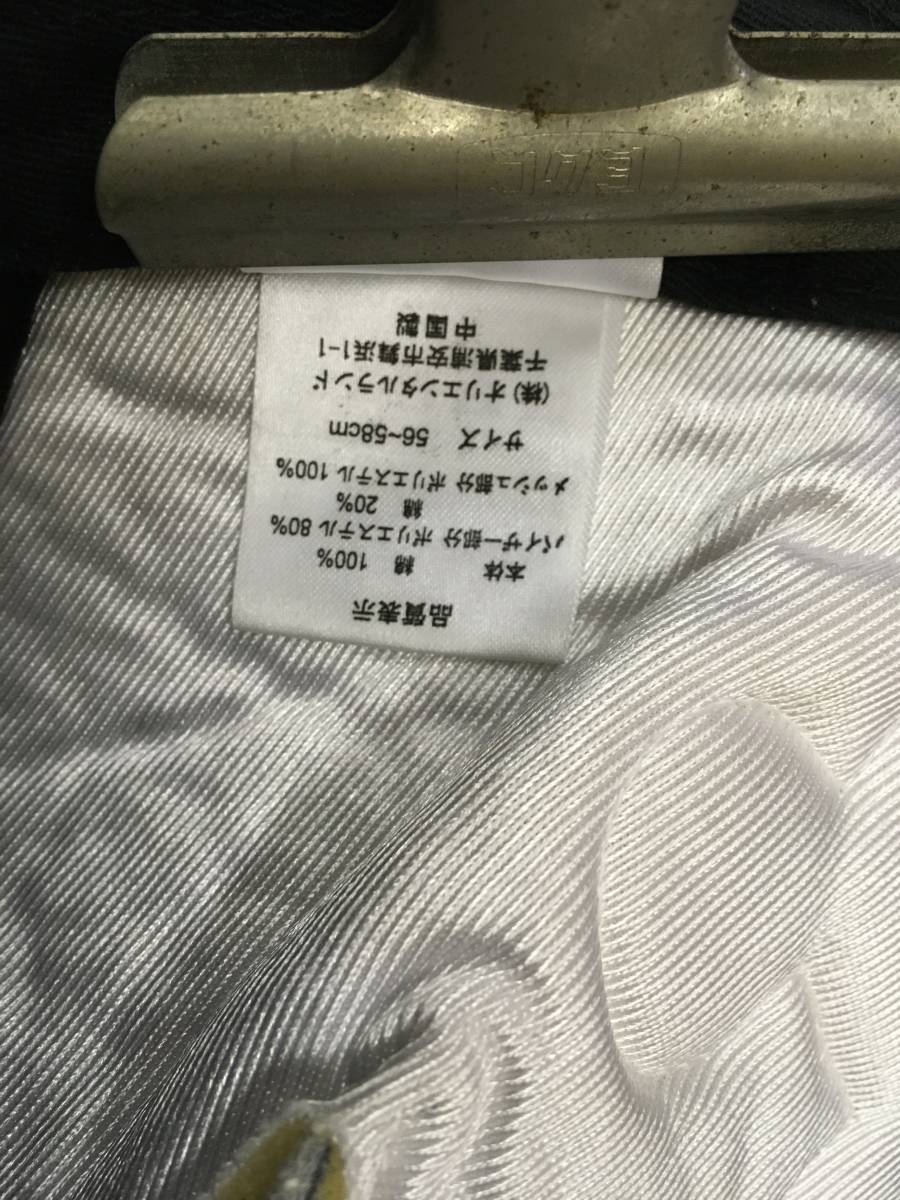 品質表示
本体 綿 100%
バイザー部分 ポリエステル 80%
綿 20%
メッシュ部分 ポリエステル 100%
サイズ 56~58cm
(株)オリエンタルランド
千葉県浦安市舞浜1-1
中国製
コクヨ